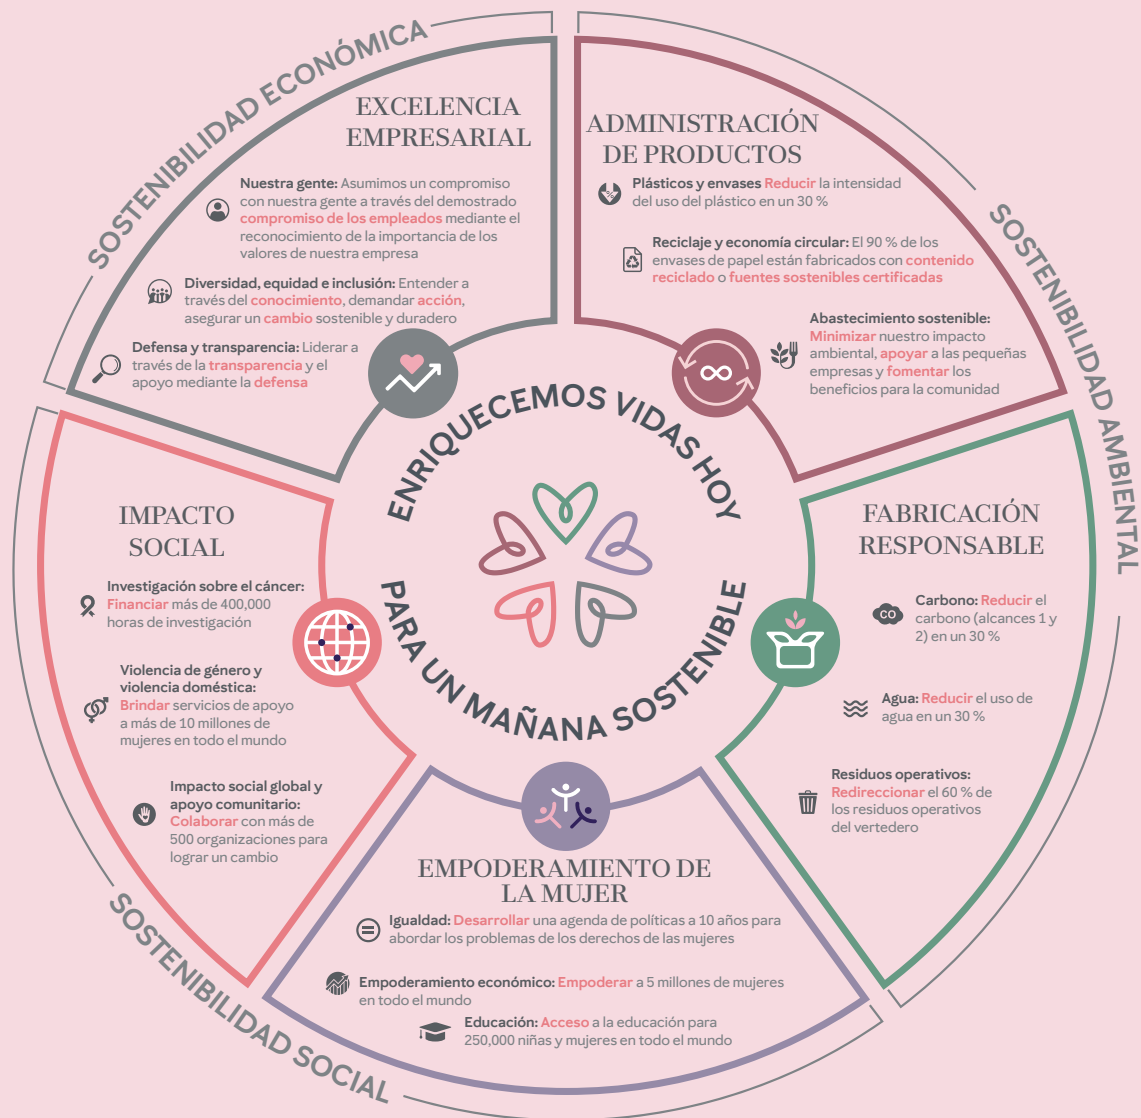 SOSTENIBILIDAD ECONÓMICA
EXCELENCIA
EMPRESARIAL
Nuestra gente: Asumimos un compromiso
con nuestra gente a través del demostrado
compromiso de los empleados mediante el
reconocimiento de la importancia de los
valores de nuestra empresa
Diversidad, equidad e inclusión: Entender a
través del conocimiento, demandar acción,
asegurar un cambio sostenible y duradero
Defensa y transparencia: Liderar a
través de la transparencia y el
apoyo mediante la defensa
SOSTENIBILIDAD AMBIENTAL
ADMINISTRACIÓN
DE PRODUCTOS
Plásticos y envases Reducir la intensidad
del uso del plástico en un 30 %
Reciclaje y economía circular: El 90 % de los
envases de papel están fabricados con contenido
reciclado o fuentes sostenibles certificadas
Abastecimiento sostenible:
Minimizar nuestro impacto
ambiental, apoyar a las pequeñas
empresas y fomentar los
beneficios para la comunidad
FABRICACIÓN
RESPONSABLE
CO
Carbono: Reducir el
carbono (alcances 1 y
2) en un 30 %
Agua: Reducir el uso de
agua en un 30 %
Residuos operativos:
Redireccionar el 60 % de
los residuos operativos
del vertedero
ENRIQUECEMOS VIDAS HOY
PARA UN MAÑANA SOSTENIBLE
IMPACTO
SOCIAL
Investigación sobre el cáncer:
Financiar más de 400,000
horas de investigación
Violencia de género y
violencia doméstica:
Brindar servicios de apoyo
a más de 10 millones de
mujeres en todo el mundo
Impacto social global y
apoyo comunitario:
Colaborar con más de
500 organizaciones para
lograr un cambio
SOSTENIBILIDAD SOCIAL
EMPODERAMIENTO DE
LA MUJER
Igualdad: Desarrollar una agenda de políticas a 10 años para
abordar los problemas de los derechos de las mujeres
Empoderamiento económico: Empoderar a 5 millones de mujeres
en todo el mundo
Educación: Acceso a la educación para
250,000 niñas y mujeres en todo el mundo